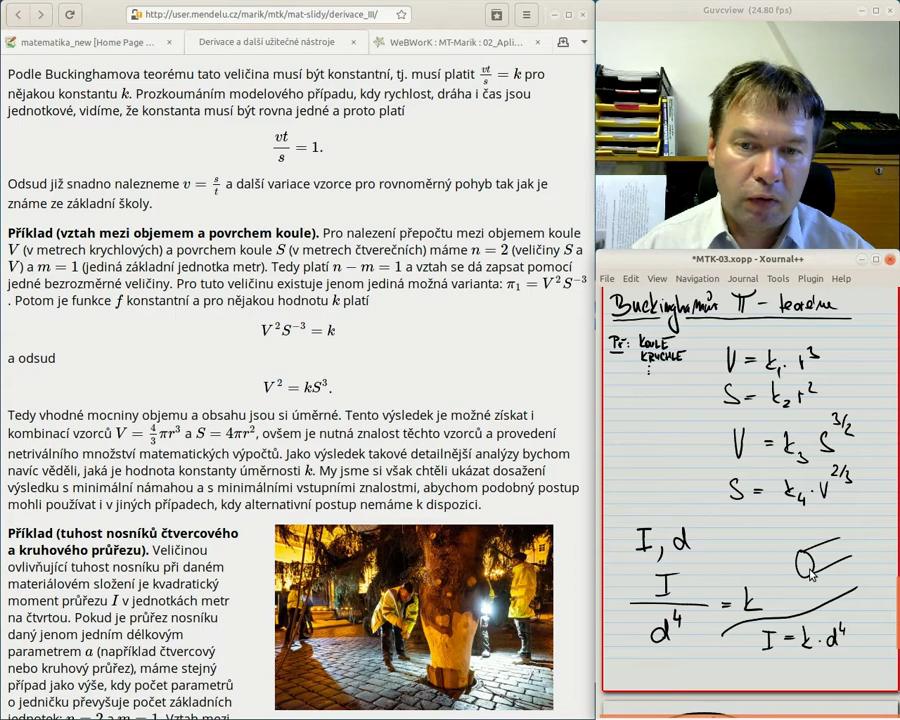 http://user.mendelu.cz/marik/mtk/mat-slidy/derivace_III/
Guvcview (24.80 fps)
matematika_new [Home Page ...
Derivace a další užitečné nástroje
WeBWorK : MT-Marik : 02_Apli...
Podle Buckinghamova teorému tato veličina musí být konstantní, tj. musí platit vt/s = k pro
nějakou konstantu k. Prozkoumáním modelového případu, kdy rychlost, dráha i čas jsou
jednotkové, vidíme, že konstanta musí být rovna jedné a proto platí
vt/s = 1.
Odsud již snadno nalezneme v = s/t a další variace vzorce pro rovnoměrný pohyb tak jak je
známe ze základní školy.
Příklad (vztah mezi objemem a povrchem koule). Pro nalezení přepočtu mezi objemem koule
V (v metrech krychlových) a povrchem koule S (v metrech čtverečních) máme n = 2 (veličiny S a
V) a m = 1 (jediná základní jednotka metr). Tedy platí n − m = 1 a vztah se dá zapsat pomocí
jedné bezrozměrné veličiny. Pro tuto veličinu existuje jenom jediná možná varianta: π₁ = V²S⁻³
. Potom je funkce f konstantní a pro nějakou hodnotu k platí
V²S⁻³ = k
a odsud
V² = kS³.
Tedy vhodné mocniny objemu a obsahu jsou si úměrné. Tento výsledek je možné získat i
kombinací vzorců V = 4/3 πr³ a S = 4πr², ovšem je nutná znalost těchto vzorců a provedení
netriválního množství matematických výpočtů. Jako výsledek takové detailnější analýzy bychom
navíc věděli, jaká je hodnota konstanty úměrnosti k. My jsme si však chtěli ukázat dosažení
výsledku s minimální námahou a s minimálními vstupními znalostmi, abychom podobný postup
mohli používat i v jiných případech, kdy alternativní postup nemáme k dispozici.
Příklad (tuhost nosníků čtvercového
a kruhového průřezu). Veličinou
ovlivňující tuhost nosníku při daném
materiálovém složení je kvadratický
moment průřezu I v jednotkách metr
na čtvrtou. Pokud je průřez nosníku
daný jenom jedním délkovým
parametrem a (například čtvercový
nebo kruhový průřez), máme stejný
případ jako výše, kdy počet parametrů
o jedničku převyšuje počet základních
jednotek: n = 2 a m = 1. Vztah mezi
*MTK-03.xopp - Xournal++
File Edit View Navigation Journal Tools Plugin Help
Buckinghamův π - teorém
Př: KOULE
KRYCHLE
⋮
V = k₁ · r³
S = k₂ r²
V = k₃ S^3/2
S = k₄ · V^2/3
I, d
I/d⁴ = k
I = k · d⁴